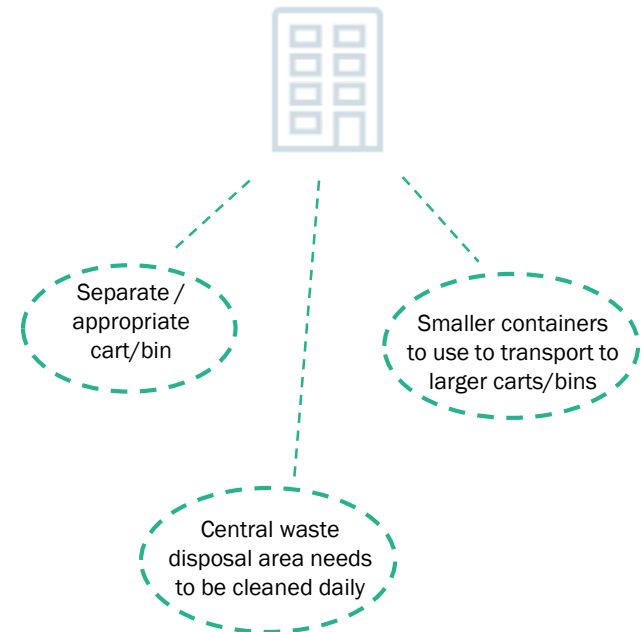 Separate /
appropriate
cart/bin
Smaller containers
to use to transport to
larger carts/bins
Central waste
disposal area needs
to be cleaned daily